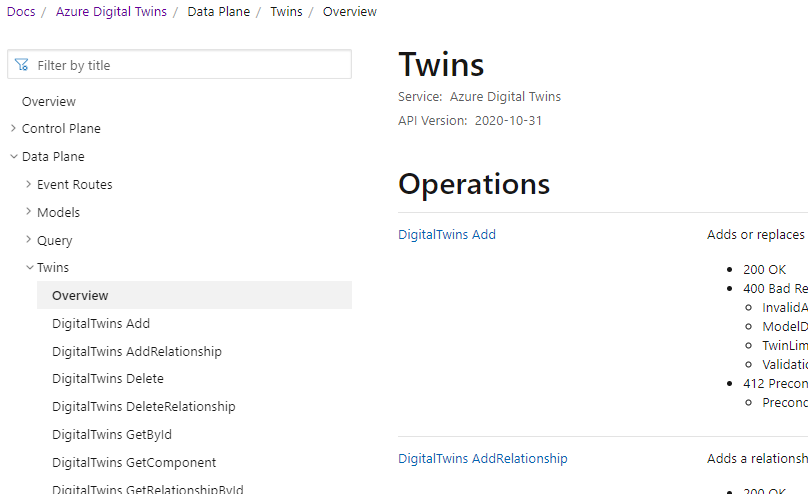 Docs / Azure Digital Twins / Data Plane / Twins / Overview
Filter by title
Overview
Control Plane
Data Plane
Event Routes
Models
Query
Twins
Overview
DigitalTwins Add
DigitalTwins AddRelationship
DigitalTwins Delete
DigitalTwins DeleteRelationship
DigitalTwins GetById
DigitalTwins GetComponent
DigitalTwins GetRelationshipById
Twins
Service: Azure Digital Twins
API Version: 2020-10-31
Operations
DigitalTwins Add
Adds or replaces
200 OK
400 Bad Re
InvalidA
ModelD
TwinLim
Validatio
412 Precon
Precond
DigitalTwins AddRelationship
Adds a relationsh
200 OK